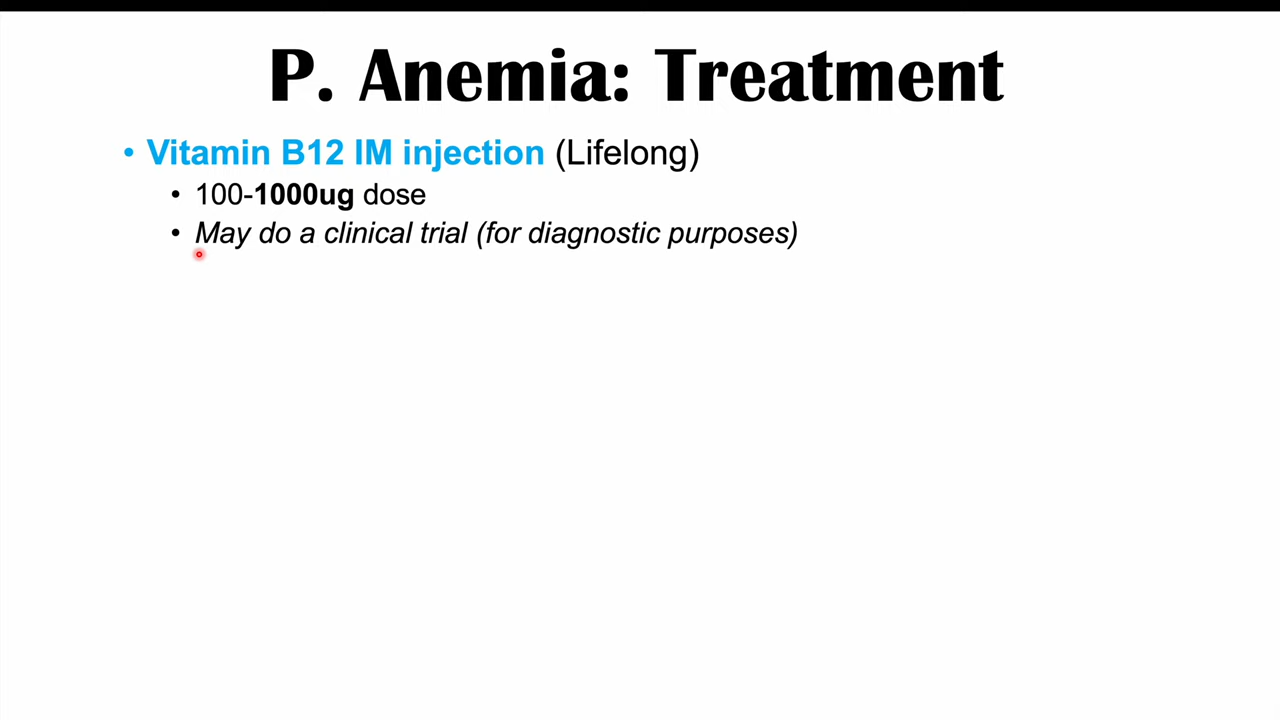 P. Anemia: Treatment
• Vitamin B12 IM injection (Lifelong)
• 100-1000ug dose
• May do a clinical trial (for diagnostic purposes)